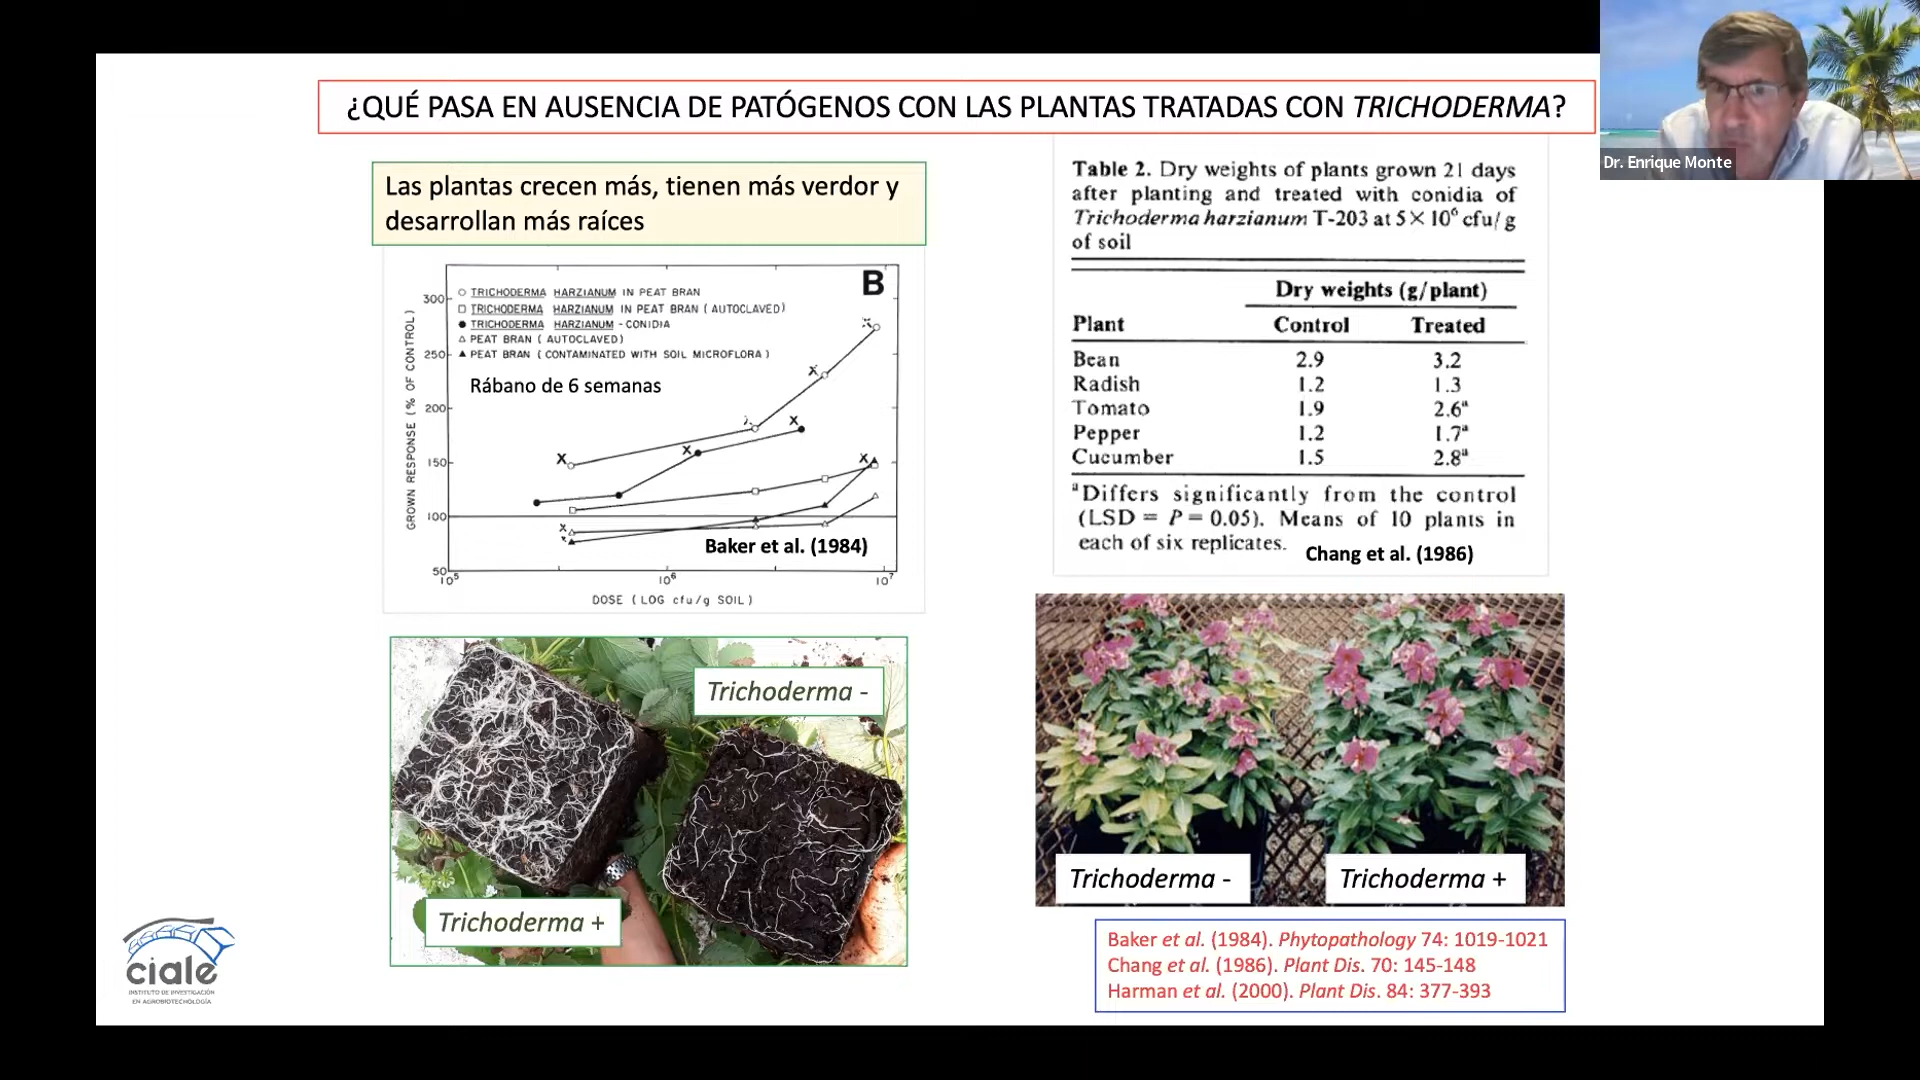 ¿QUÉ PASA EN AUSENCIA DE PATÓGENOS CON LAS PLANTAS TRATADAS CON TRICHODERMA?
Dr. Enrique Monte
Las plantas crecen más, tienen más verdor y
desarrollan más raíces
B
TRICHODERMA HARZIANUM IN PEAT BRAN
TRICHODERMA HARZIANUM IN PEAT BRAN ( AUTOCLAVED)
TRICHODERMA HARZIANUM - CONIDIA
PEAT BRAN ( AUTOCLAVED)
PEAT BRAN ( CONTAMINATED WITH SOIL MICROFLORA )
Rábano de 6 semanas
GROWN RESPONSE (% OF CONTROL)
300
250
200
150
100
50
X
X
X
X
X
X
X
Baker et al. (1984)
10⁵
10⁶
10⁷
DOSE ( LOG cfu/g SOIL )
Table 2. Dry weights of plants grown 21 days
after planting and treated with conidia of
Trichoderma harzianum T-203 at 5 × 10⁶ cfu/g
of soil
Dry weights (g/plant)
Plant Control Treated
Bean 2.9 3.2
Radish 1.2 1.3
Tomato 1.9 2.6ᵃ
Pepper 1.2 1.7ᵃ
Cucumber 1.5 2.8ᵃ
ᵃDiffers significantly from the control
(LSD = P = 0.05). Means of 10 plants in
each of six replicates.
Chang et al. (1986)
Trichoderma -
Trichoderma +
Trichoderma -
Trichoderma +
Baker et al. (1984). Phytopathology 74: 1019-1021
Chang et al. (1986). Plant Dis. 70: 145-148
Harman et al. (2000). Plant Dis. 84: 377-393
ciale
INSTITUTO DE INVESTIGACIÓN
EN AGROBIOTECNOLOGÍA